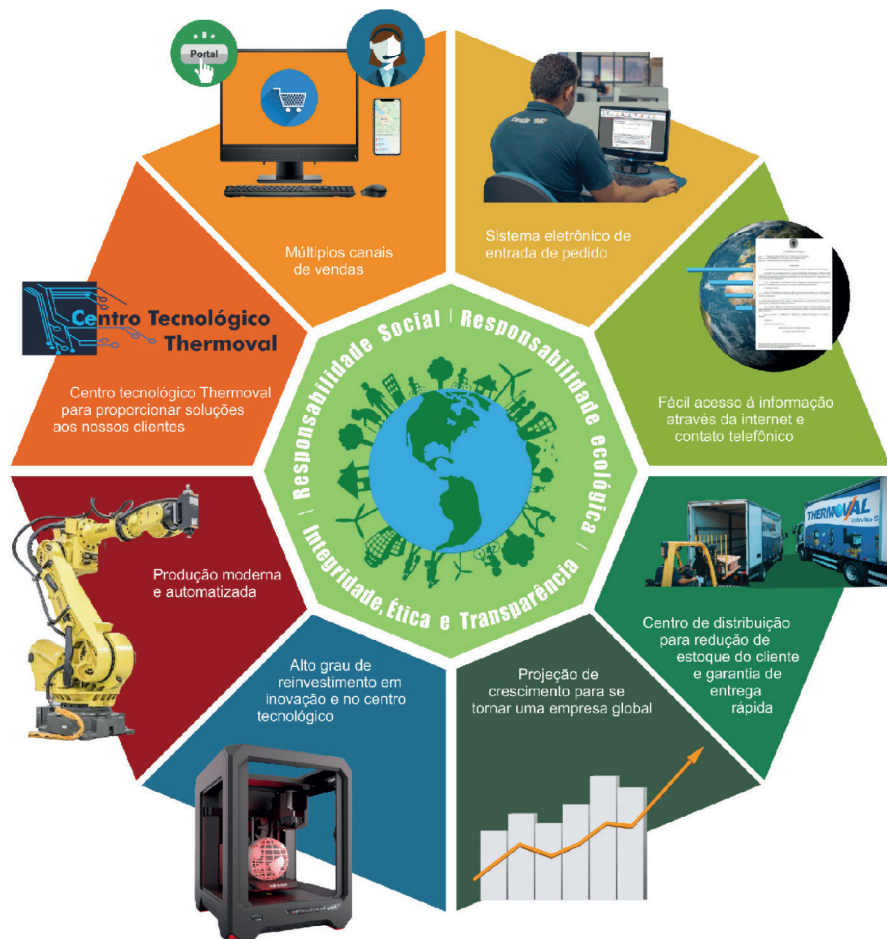 Portal
Múltiplos canais
de vendas
Desde 1987
Sistema eletrônico de
entrada de pedido
Fácil acesso á informação
através da internet e
contato telefônico
THERMOVAL
THERMOVAL
Centro de distribuição
para redução de
estoque do cliente
e garantia de
entrega
rápida
Projeção de
crescimento para se
tornar uma empresa global
Alto grau de
reinvestimento em
inovação e no centro
tecnológico
Produção moderna
e automatizada
Centro Tecnológico
Thermoval
Centro tecnológico Thermoval
para proporcionar soluções
aos nossos clientes
| Responsabilidade Social | Responsabilidade ecológica | Integridade, Ética e Transparência